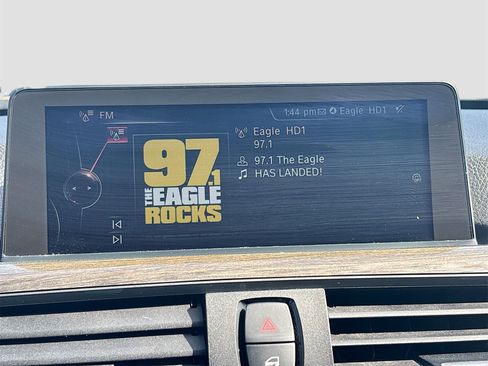 FM
1:44 pm Eagle HD1
97.1
THE EAGLE
ROCKS
Eagle HD1
97.1
97.1 The Eagle
HAS LANDED!